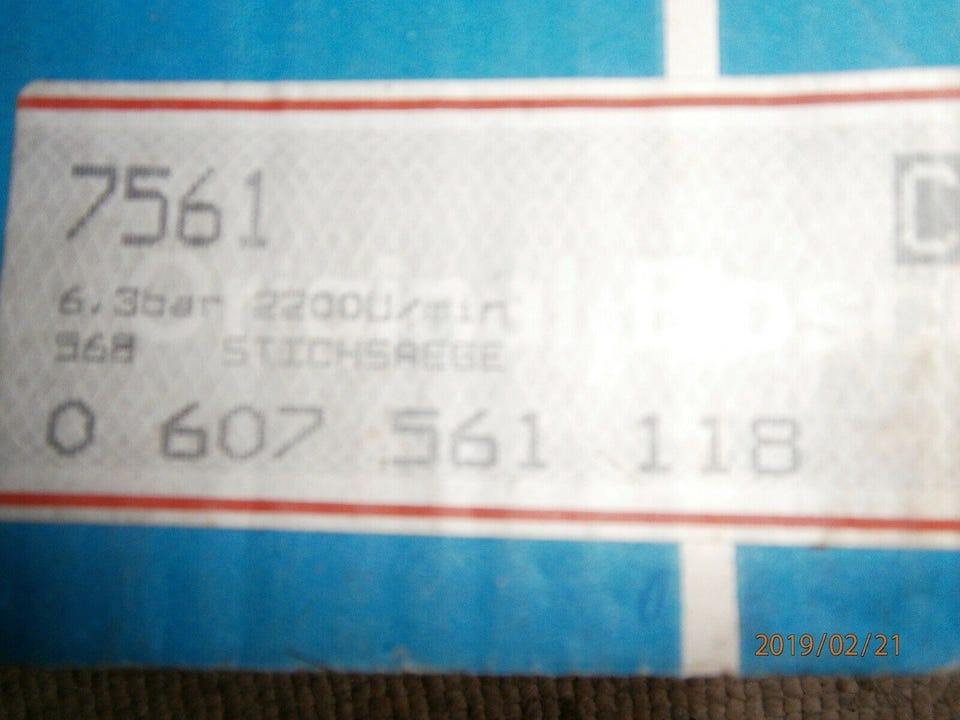 7561
C
6,3bar 2200U/min
568 STICHSAEGE
0 607 561 118
2019/02/21